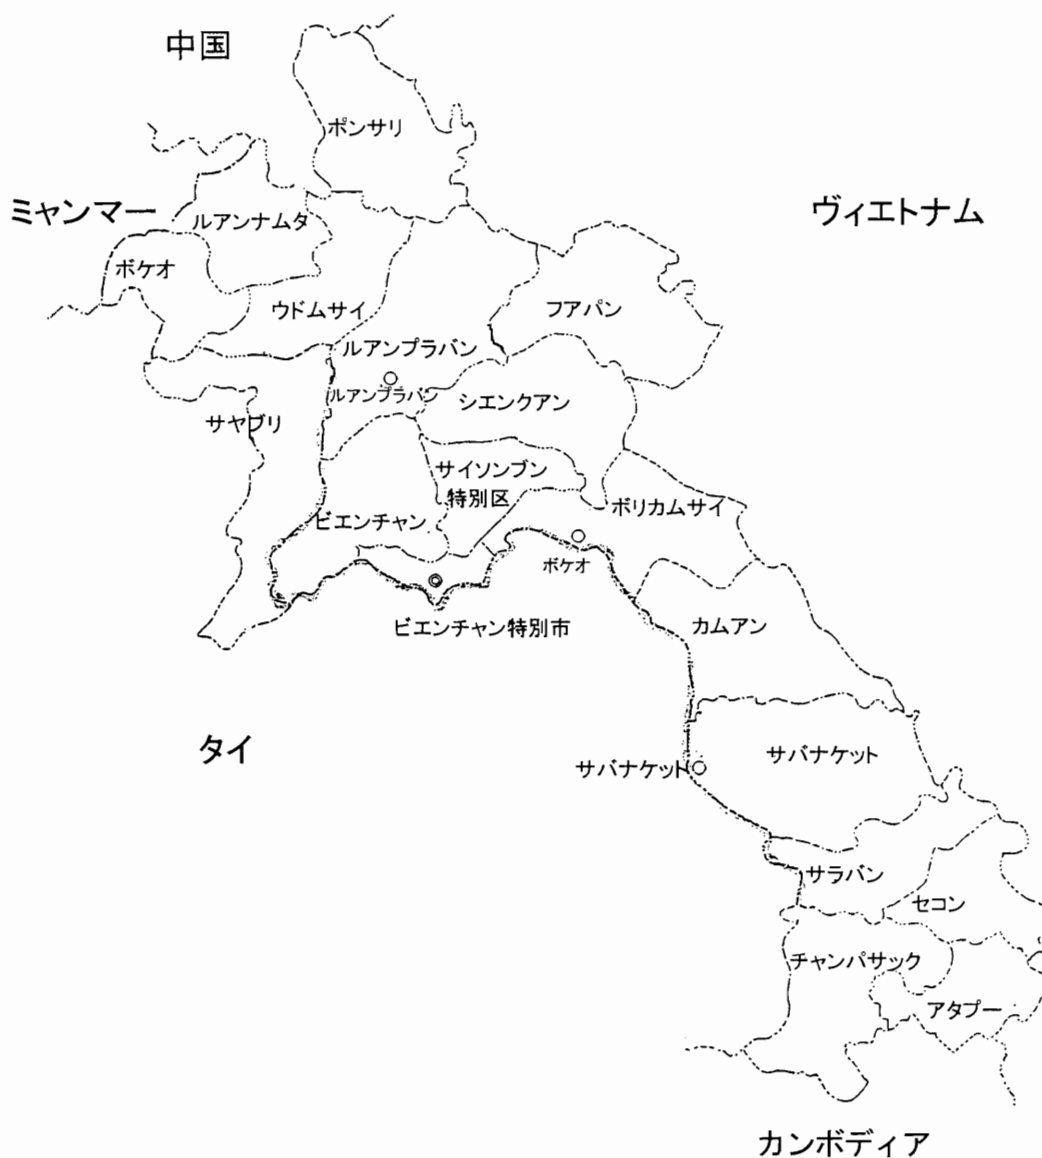 中国
ポンサリ
ミャンマー
ルアンナムタ
ヴィエトナム
ボケオ
ウドムサイ
フアパン
ルアンプラバン
ルアンプラバン
シエンクアン
サヤブリ
サイソンブン
特別区
ビエンチャン
ボリカムサイ
ボケオ
ビエンチャン特別市
カムアン
タイ
サバナケット
サバナケット
サラバン
セコン
チャンパサック
アタプー
カンボディア